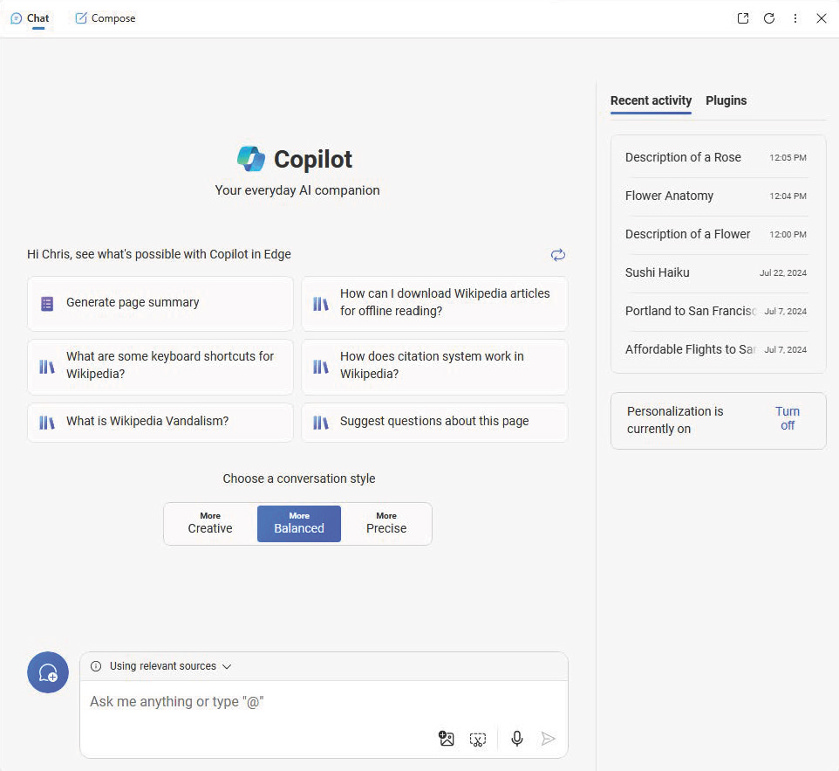 Chat
Compose
Recent activity
Plugins
Copilot
Your everyday AI companion
Hi Chris, see what's possible with Copilot in Edge
Generate page summary
How can I download Wikipedia articles
for offline reading?
What are some keyboard shortcuts for
Wikipedia?
How does citation system work in
Wikipedia?
What is Wikipedia Vandalism?
Suggest questions about this page
Choose a conversation style
More
Creative
More
Balanced
More
Precise
Using relevant sources
Ask me anything or type "@"
Description of a Rose 12:05 PM
Flower Anatomy 12:04 PM
Description of a Flower 12:00 PM
Sushi Haiku Jul 22, 2024
Portland to San Francisc Jul 7, 2024
Affordable Flights to Sa Jul 7, 2024
Personalization is
currently on
Turn
off